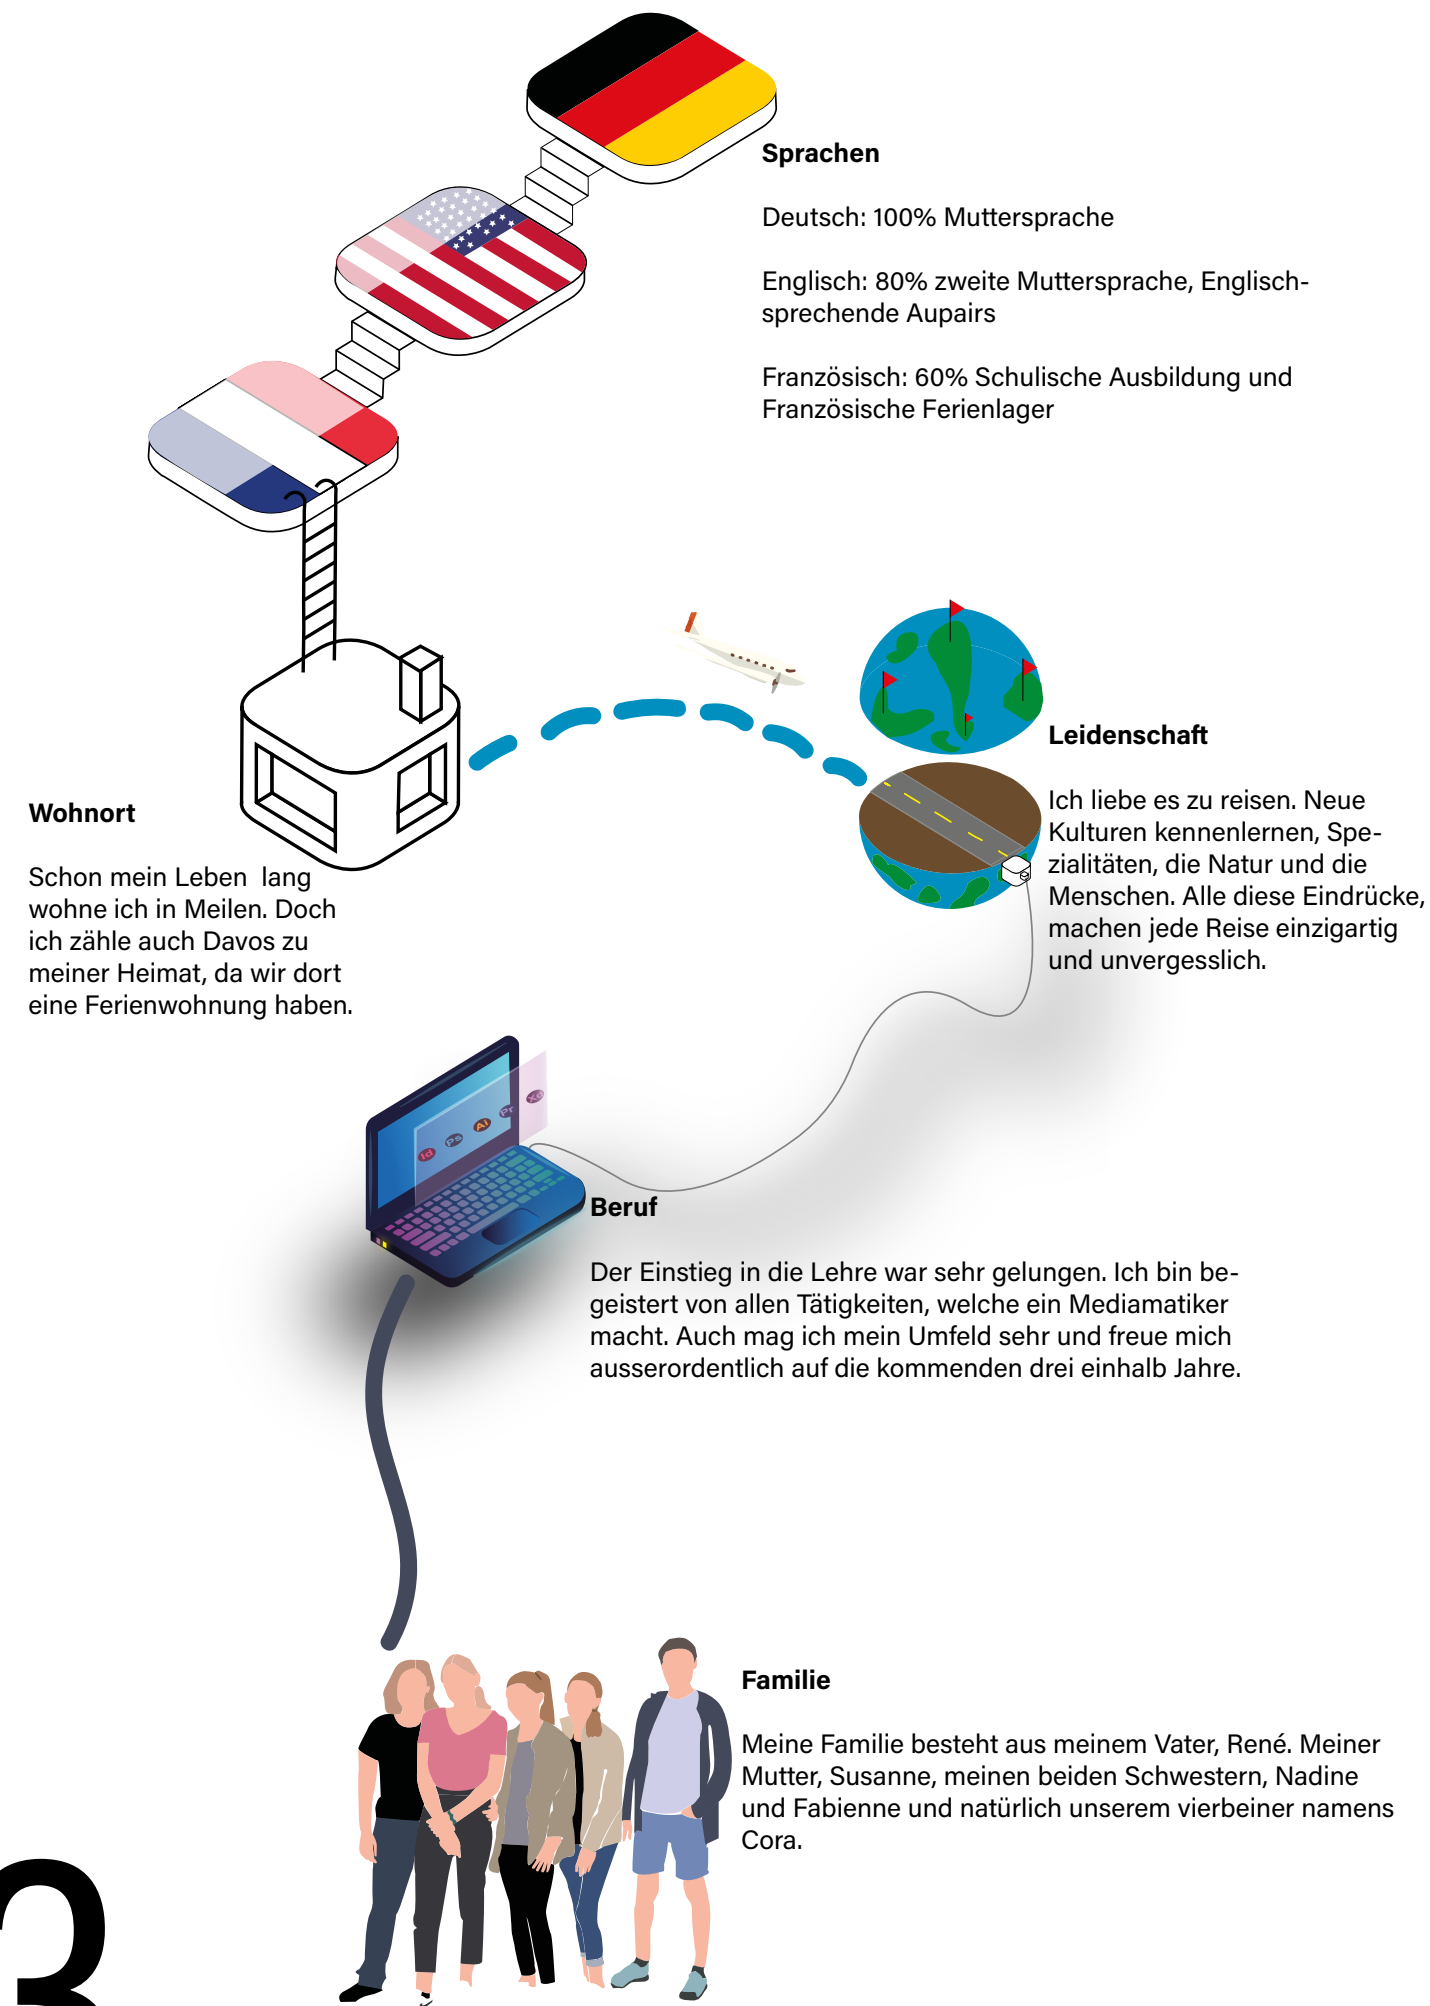 Sprachen
Deutsch: 100% Muttersprache
Englisch: 80% zweite Muttersprache, Englisch-
sprechende Aupairs
Französisch: 60% Schulische Ausbildung und
Französische Ferienlager
Leidenschaft
Ich liebe es zu reisen. Neue
Kulturen kennenlernen, Spe-
zialitäten, die Natur und die
Menschen. Alle diese Eindrücke,
machen jede Reise einzigartig
und unvergesslich.
Wohnort
Schon mein Leben  lang
wohne ich in Meilen. Doch
ich zähle auch Davos zu
meiner Heimat, da wir dort
eine Ferienwohnung haben.
Id Ps Ai Pr Xd
Beruf
Der Einstieg in die Lehre war sehr gelungen. Ich bin be-
geistert von allen Tätigkeiten, welche ein Mediamatiker
macht. Auch mag ich mein Umfeld sehr und freue mich
ausserordentlich auf die kommenden drei einhalb Jahre.
Familie
Meine Familie besteht aus meinem Vater, René. Meiner
Mutter, Susanne, meinen beiden Schwestern, Nadine
und Fabienne und natürlich unserem vierbeiner namens
Cora.
3